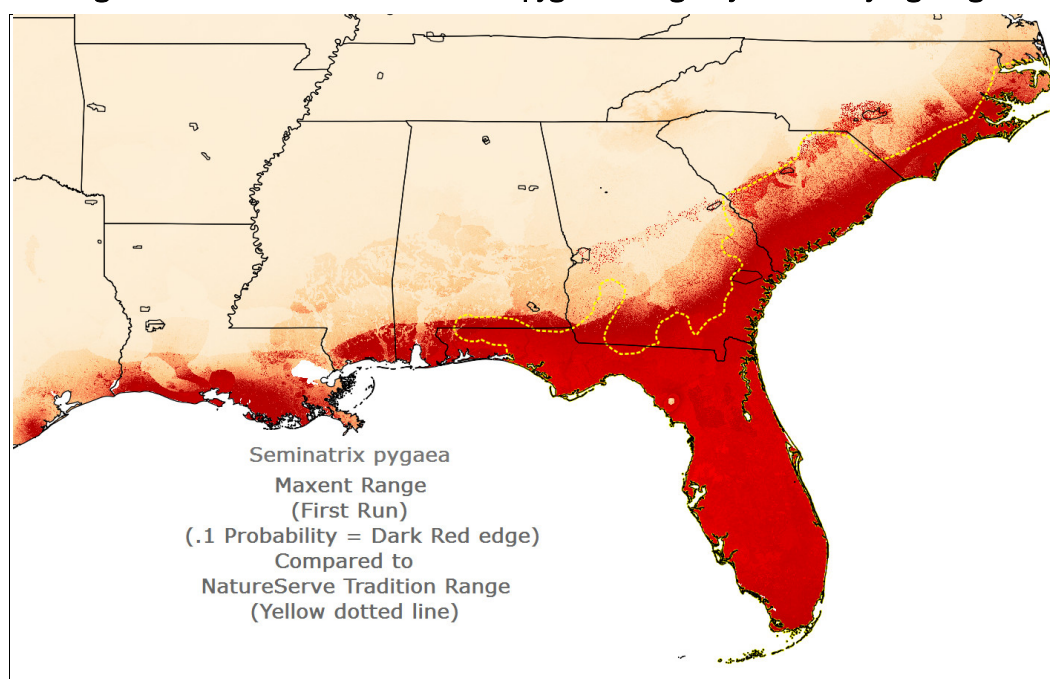 Seminatrix pygaea
Maxent Range
(First Run)
(.1 Probability = Dark Red edge)
Compared to
NatureServe Tradition Range
(Yellow dotted line)